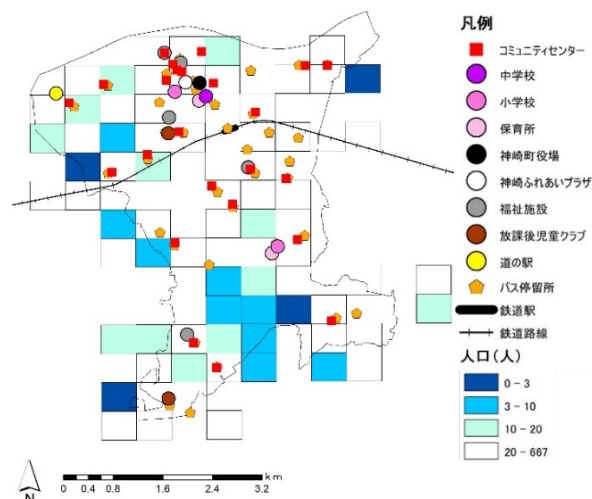 凡例
コミュニティセンター
中学校
小学校
保育所
神崎町役場
神崎ふれあいプラザ
福祉施設
放課後児童クラブ
道の駅
バス停留所
鉄道駅
鉄道路線
人口(人)
0 - 3
3 - 10
10 - 20
20 - 667
N
km
0 0.4 0.8 1.6 2.4 3.2